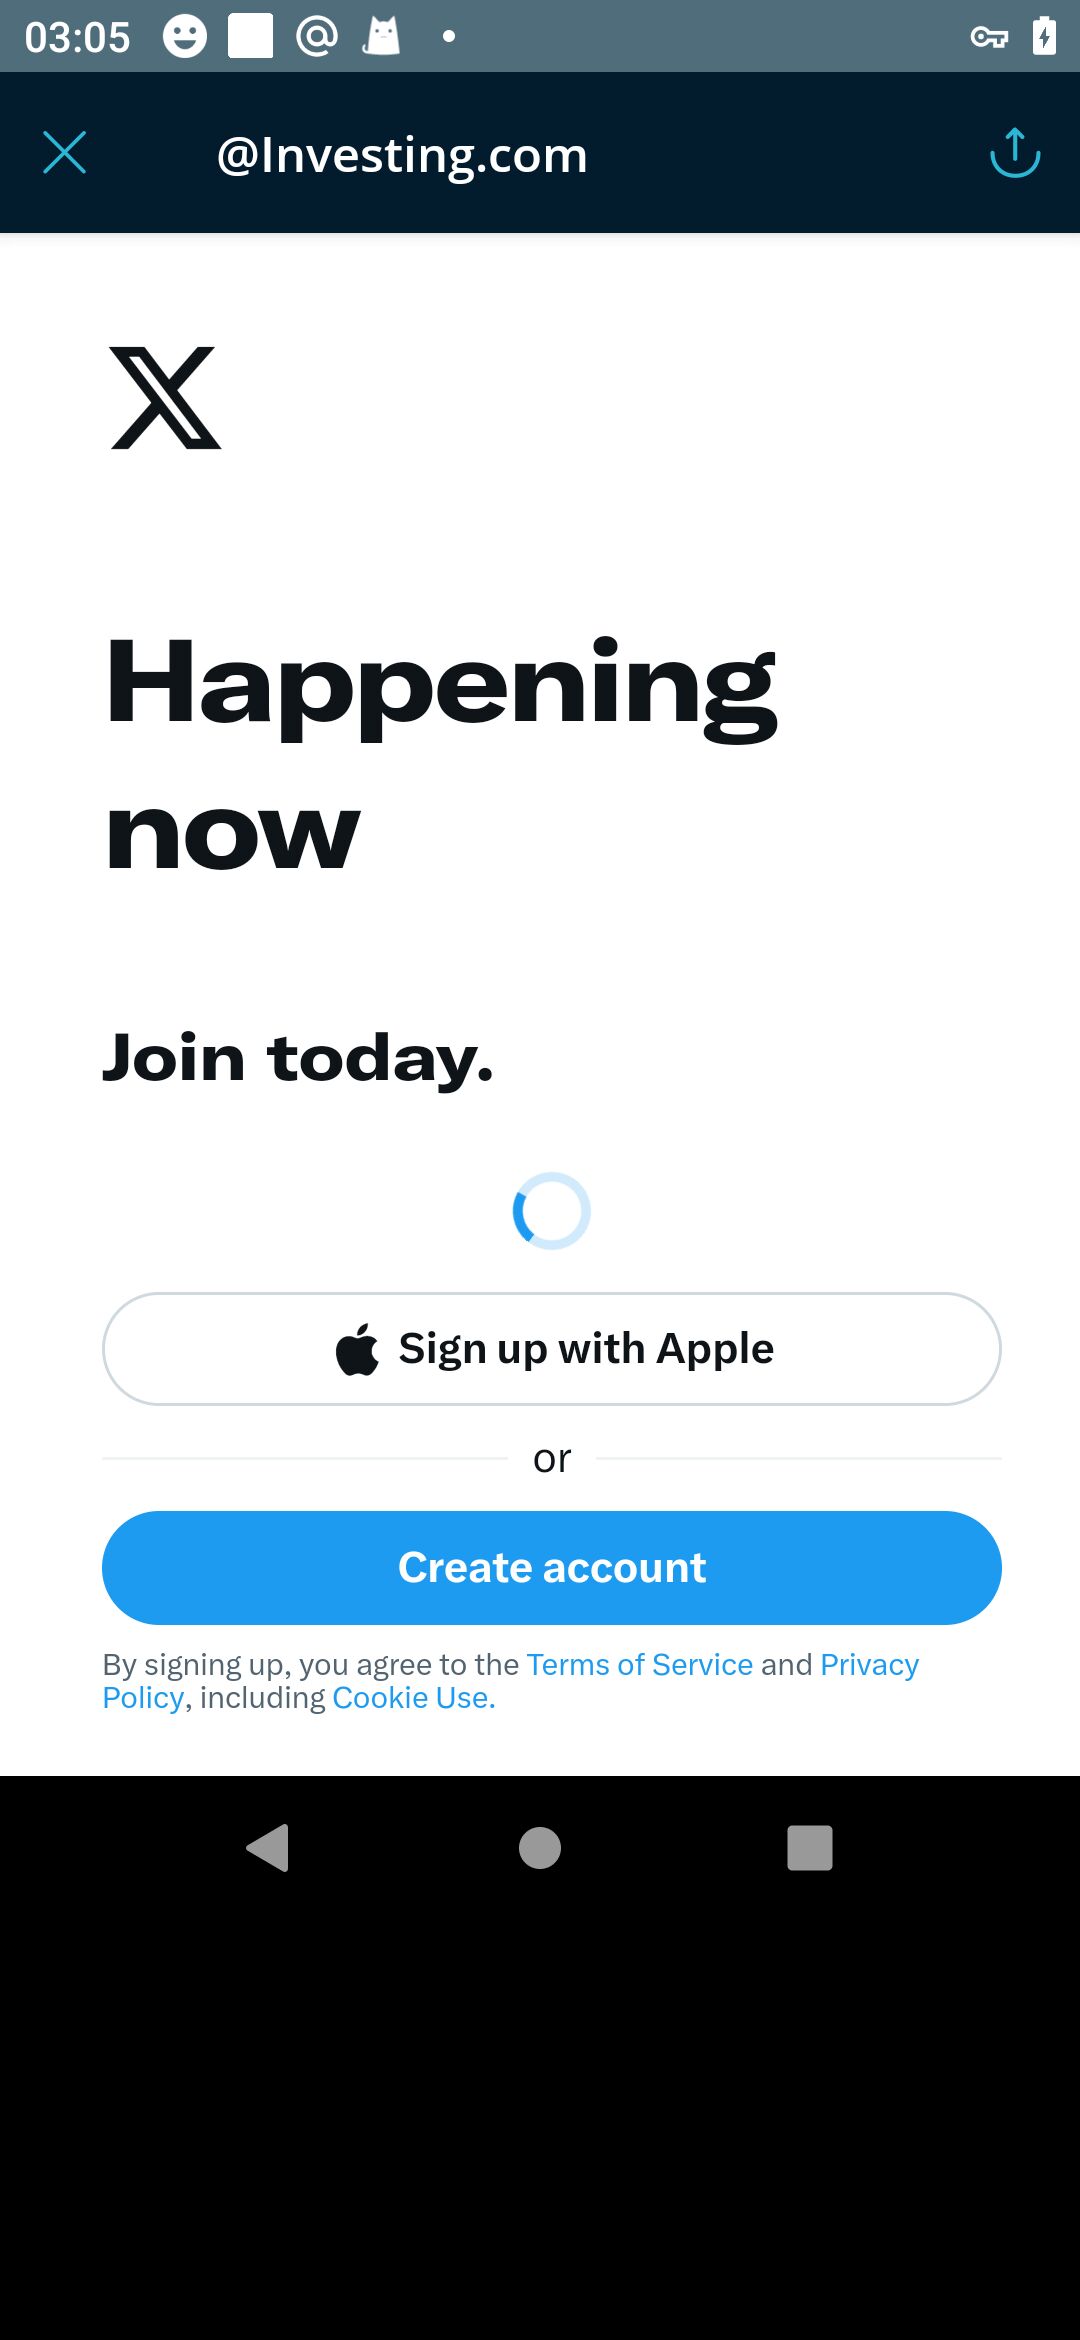 03:05
@Investing.com
Happening
now
Join today.
Sign up with Apple
or
Create account
By signing up, you agree to the Terms of Service and Privacy
Policy, including Cookie Use.